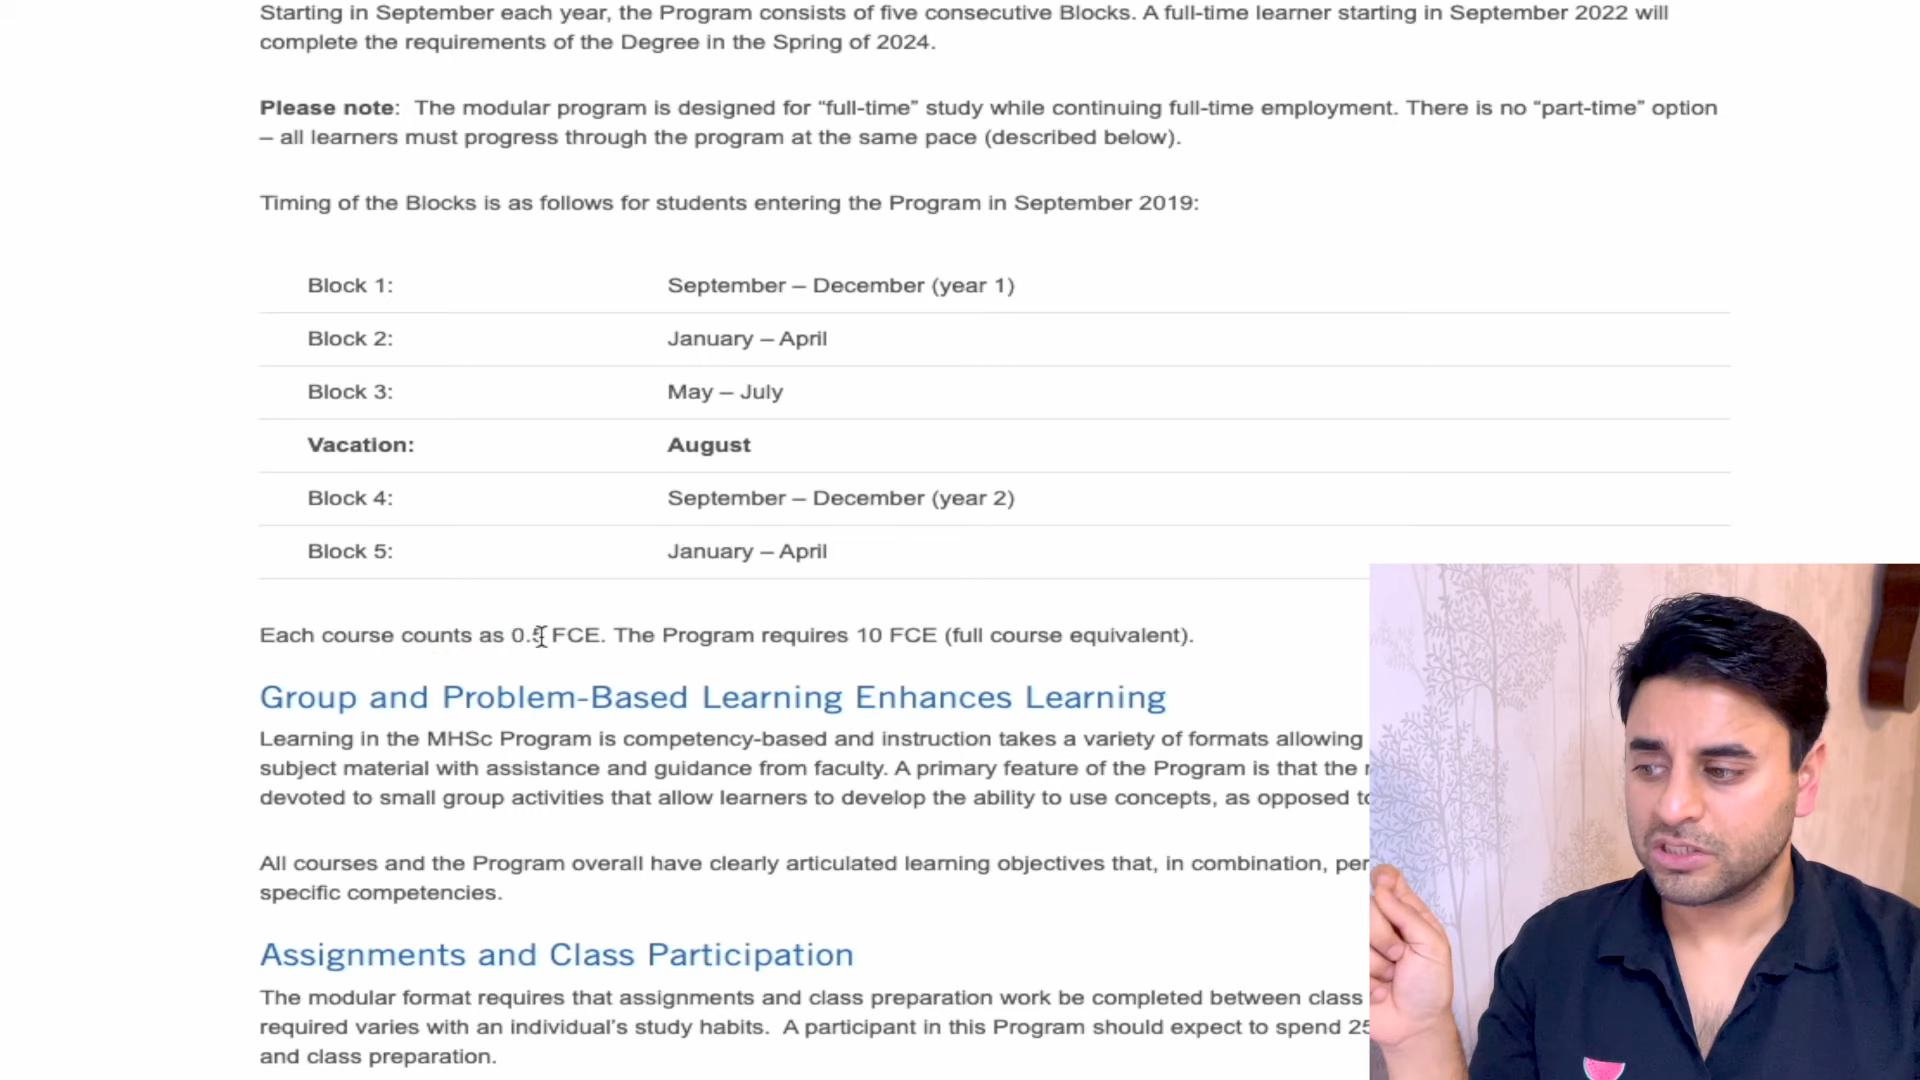 Starting in September each year, the Program consists of five consecutive Blocks. A full-time learner starting in September 2022 will
complete the requirements of the Degree in the Spring of 2024.
Please note:  The modular program is designed for “full-time” study while continuing full-time employment. There is no “part-time” option
– all learners must progress through the program at the same pace (described below).
Timing of the Blocks is as follows for students entering the Program in September 2019:
Block 1: September – December (year 1)
Block 2: January – April
Block 3: May – July
Vacation: August
Block 4: September – December (year 2)
Block 5: January – April
Each course counts as 0.5 FCE. The Program requires 10 FCE (full course equivalent).
Group and Problem-Based Learning Enhances Learning
Learning in the MHSc Program is competency-based and instruction takes a variety of formats allowing
subject material with assistance and guidance from faculty. A primary feature of the Program is that the
devoted to small group activities that allow learners to develop the ability to use concepts, as opposed
All courses and the Program overall have clearly articulated learning objectives that, in combination,
specific competencies.
Assignments and Class Participation
The modular format requires that assignments and class preparation work be completed between class
required varies with an individual’s study habits.  A participant in this Program should expect to spend
and class preparation.